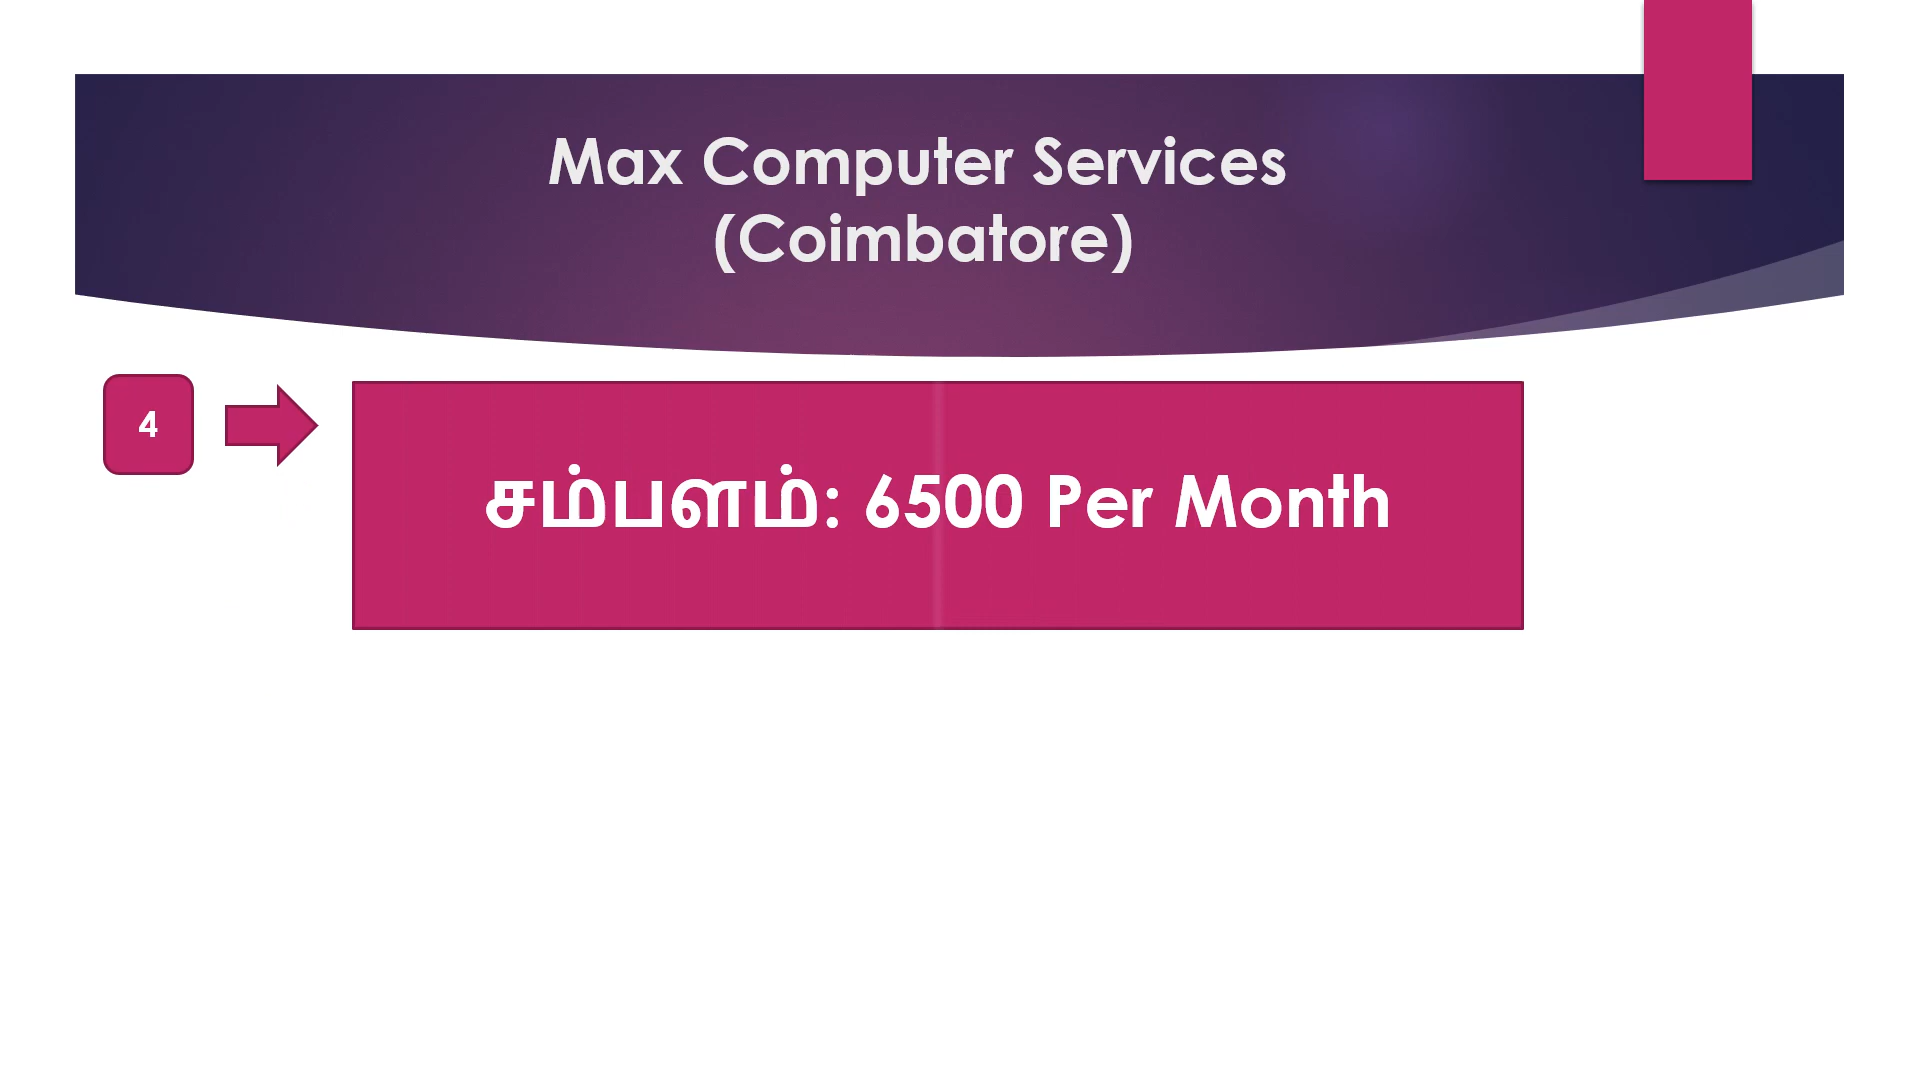 Max Computer Services
(Coimbatore)
4
சம்பளம்: 6500 Per Month